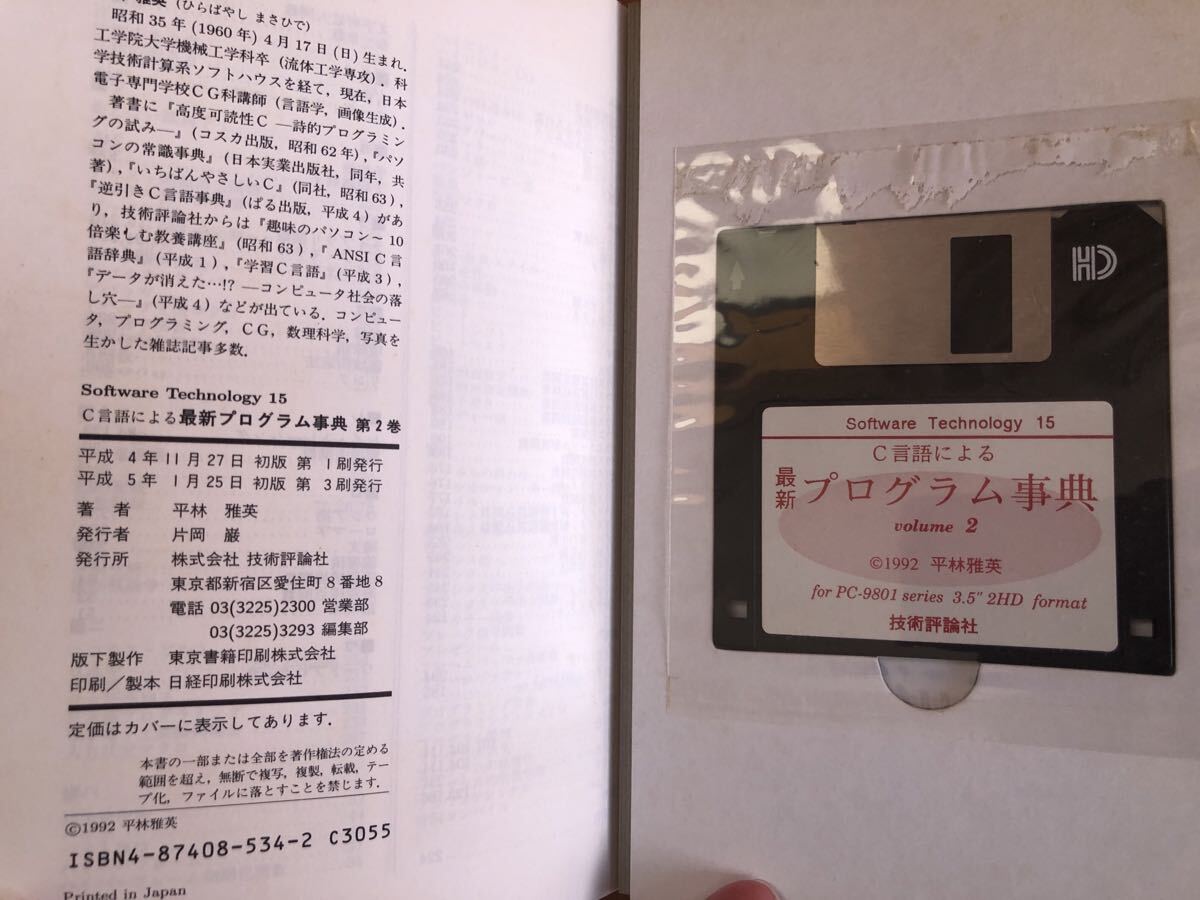 雅英 (ひらばやし まさひで)
昭和35年 (1960年) 4月17日 (日) 生まれ.
工学院大学機械工学科卒 (流体工学専攻). 科
学技術計算系ソフトハウスを経て, 現在, 日本
電子専門学校CG科講師 (言語学, 画像生成).
著書に『高度可読性C ―詩的プログラミン
グの試み―』(コスカ出版, 昭和62年),『パソ
コンの常識事典』(日本実業出版社, 同年, 共
著),『いちばんやさしいC』(同社, 昭和63),
『逆引きC言語事典』(ぱる出版, 平成4) があ
り, 技術評論社からは『趣味のパソコン～10
倍楽しむ教養講座』(昭和63),『ANSI C言
語辞典』(平成1),『学習C言語』(平成3),
『データが消えた…!? ―コンピュータ社会の落
し穴―』(平成4) などが出ている. コンピュー
タ, プログラミング, CG, 数理科学, 写真を
生かした雑誌記事多数.
Software Technology 15
C言語による最新プログラム事典 第2巻
平成 4年11月27日 初版 第1刷発行
平成 5年 1月25日 初版 第3刷発行
著者 平林 雅英
発行者 片岡 巌
発行所 株式会社 技術評論社
東京都新宿区愛住町8番地8
電話 03(3225)2300 営業部
03(3225)3293 編集部
版下製作 東京書籍印刷株式会社
印刷/製本 日経印刷株式会社
定価はカバーに表示してあります.
本書の一部または全部を著作権法の定める
範囲を超え, 無断で複写, 複製, 転載, テー
プ化, ファイルに落とすことを禁じます.
©1992 平林雅英
ISBN4-87408-534-2 C3055
Printed in Japan
HD
Software Technology 15
C言語による
最新 プログラム事典
volume 2
©1992 平林雅英
for PC-9801 series 3.5" 2HD format
技術評論社